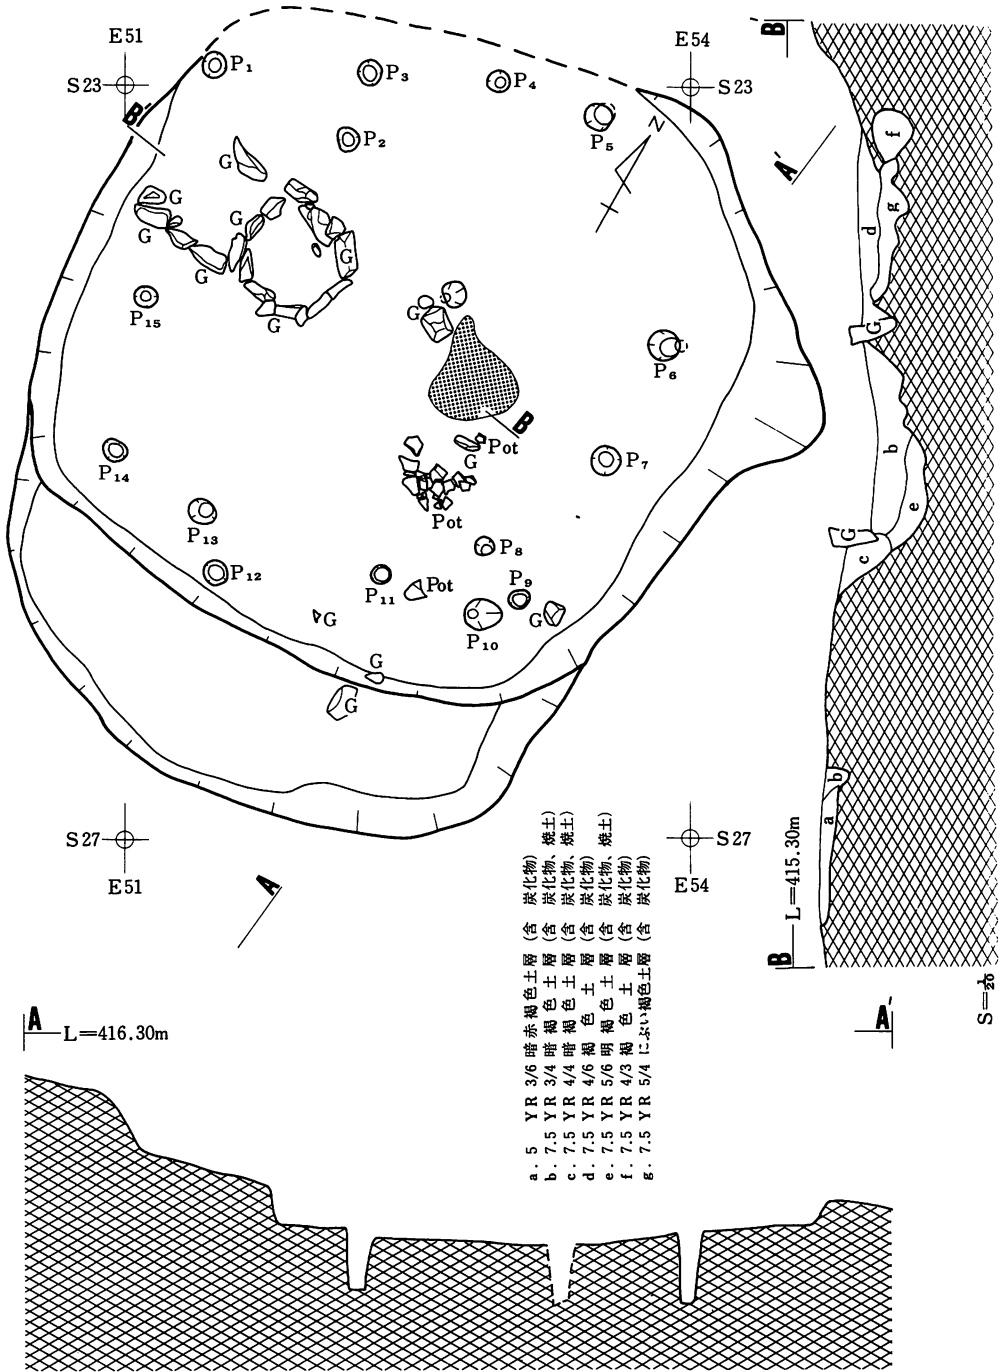 E51
S23
B′
P₁
P₃
P₄
P₂
P₅
E54
S23
N
G
G
G
G
G
G
G
P₁₅
G
P₆
B
Pot
G
P₇
Pot
P₁₄
P₁₃
P₁₂
P₈
P₁₁
Pot
P₉
P₁₀
G
G
G
G
S27
E51
A
S27
E54
B′
A′
f
g
d
G
b
e
G
c
b
a
B
L=415.30m
S=1/20
a. 5 YR 3/6 暗赤褐色土層 (含 炭化物)
b. 7.5 YR 3/4 暗褐色土層 (含 炭化物、焼土)
c. 7.5 YR 4/4 暗褐色土層 (含 炭化物、焼土)
d. 7.5 YR 4/6 褐色土層 (含 炭化物)
e. 7.5 YR 5/6 明褐色土層 (含 炭化物、焼土)
f. 7.5 YR 4/3 褐色土層 (含 炭化物)
g. 7.5 YR 5/4 にぶい褐色土層 (含 炭化物)
A
L=416.30m
A′